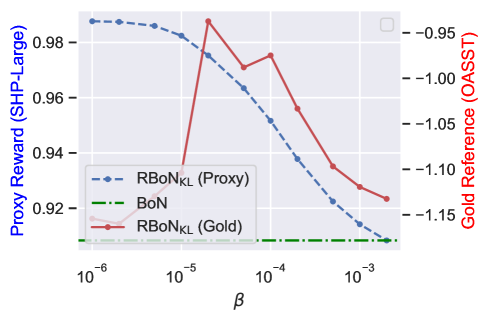 Proxy Reward (SHP-Large)
0.98
0.96
0.94
0.92
−0.95
−1.00
−1.05
−1.10
−1.15
Gold Reference (OASST)
RBoN_KL (Proxy)
BoN
RBoN_KL (Gold)
10⁻⁶ 10⁻⁵ 10⁻⁴ 10⁻³
β